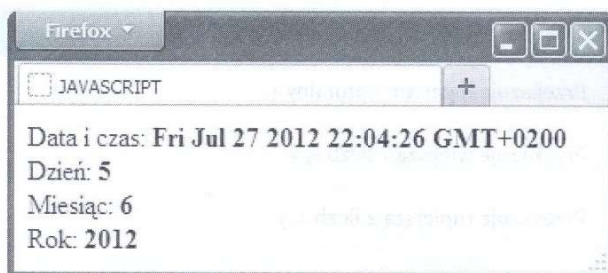 Firefox
JAVASCRIPT
+
Data i czas: Fri Jul 27 2012 22:04:26 GMT+0200
Dzień: 5
Miesiąc: 6
Rok: 2012